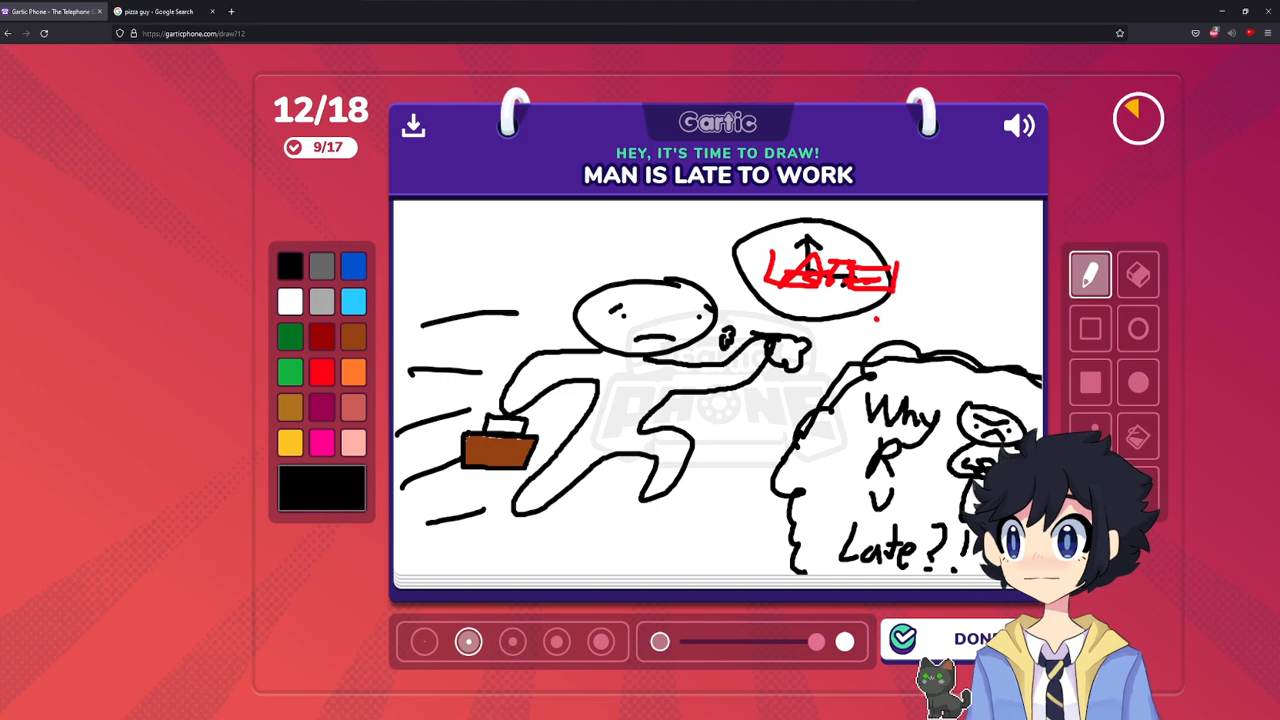 Gartic Phone - The Telephone G
pizza guy - Google Search
https://garticphone.com/draw?12
12/18
9/17
Gartic
HEY, IT'S TIME TO DRAW!
MAN IS LATE TO WORK
LATE
PHONE
Why
R
U
Late?!
DON